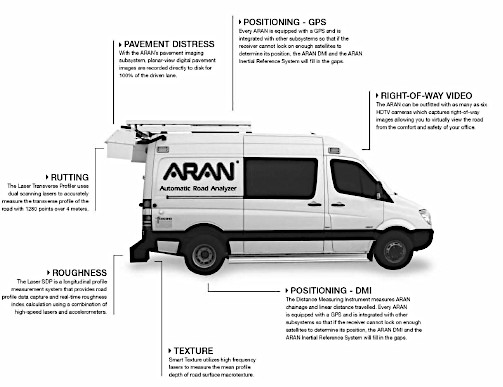 POSITIONING - GPS
Every ARAN is equipped with a GPS and is
integrated with other subsystems so that if the
receiver cannot lock on enough satellites to
determine its position, the ARAN DMI and the ARAN
Inertial Reference System will fill in the gaps.
PAVEMENT DISTRESS
With the ARAN's pavement imaging
subsystem, planar-view digital pavement
images are recorded directly to disk for
100% of the driven lane.
RIGHT-OF-WAY VIDEO
The ARAN can be outfitted with as many as six
HDTV cameras which captures right-of-way
images allowing you to virtually view the road
from the comfort and safety of your office.
ARAN
Automatic Road Analyzer
RUTTING
The Laser Transverse Profiler uses
dual scanning lasers to accurately
measure the transverse profile of the
road with 1280 points over 4 meters.
ROUGHNESS
The Laser SDP is a longitudinal profile
measurement system that provides road
profile data capture and real-time roughness
index calculation using a combination of
high-speed lasers and accelerometers.
POSITIONING - DMI
The Distance Measuring Instrument measures ARAN
chainage and linear distance travelled. Every ARAN
is equipped with a GPS and is integrated with other
subsystems so that if the receiver cannot lock on enough
satellites to determine its position, the ARAN DMI and the
ARAN Inertial Reference System will fill in the gaps.
TEXTURE
Smart Texture utilizes high frequency
lasers to measure the mean profile
depth of road surface macrotexture.